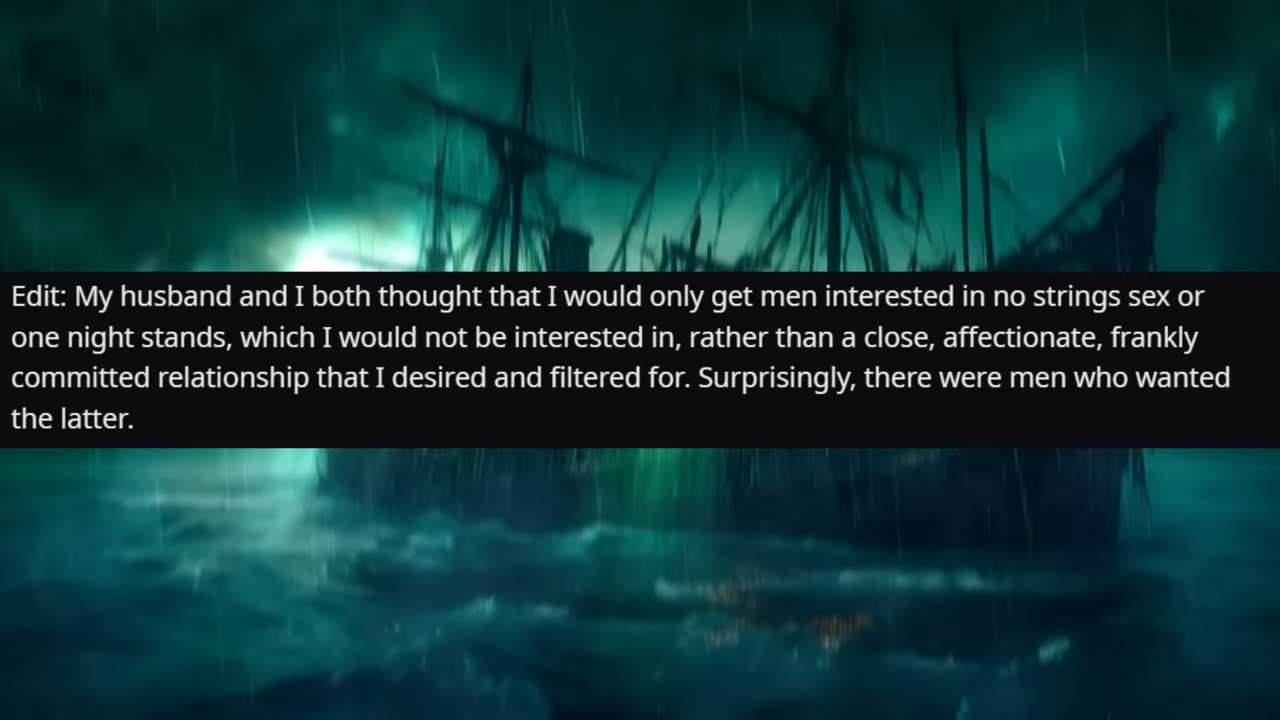 Edit: My husband and I both thought that I would only get men interested in no strings sex or
one night stands, which I would not be interested in, rather than a close, affectionate, frankly
committed relationship that I desired and filtered for. Surprisingly, there were men who wanted
the latter.